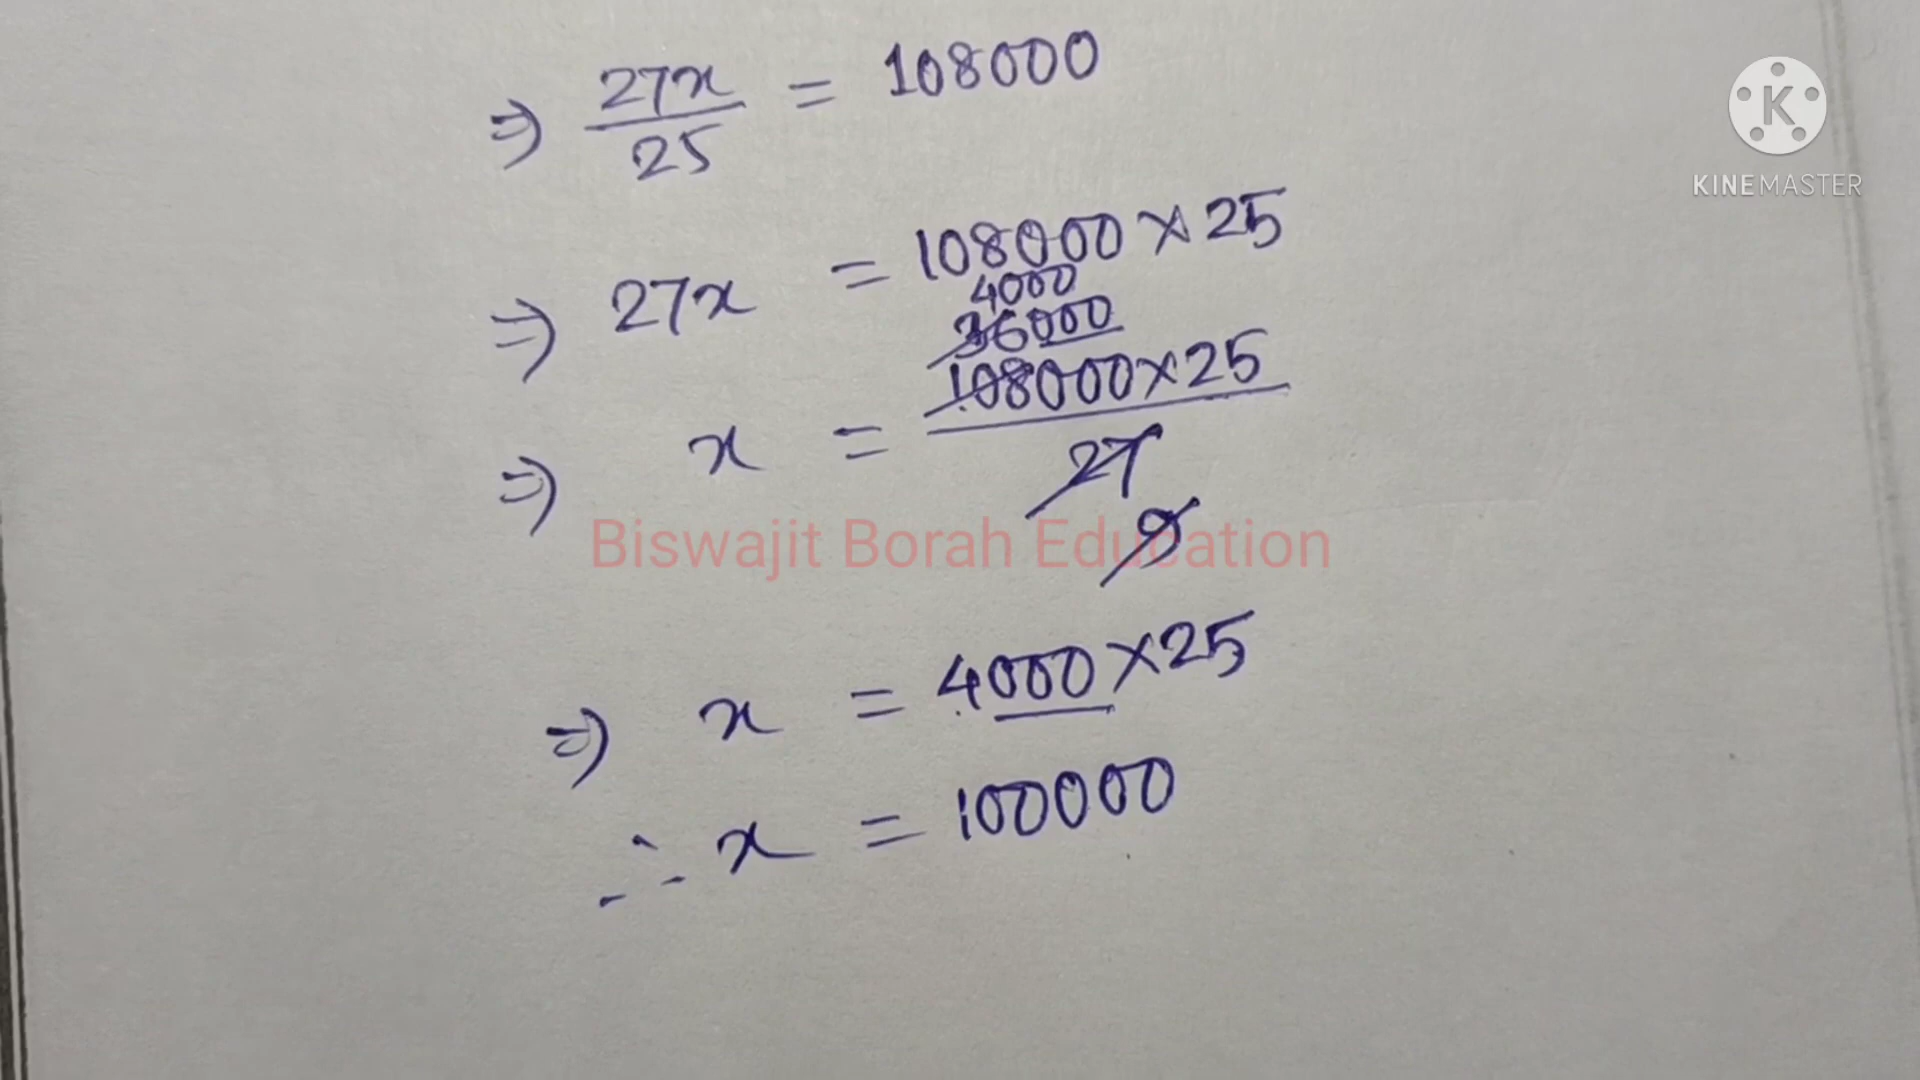 ⇒ 27x/25 = 108000
K
KINEMASTER
⇒ 27x = 108000 × 25
4000
36000
⇒ x = 108000×25
27
9
Biswajit Borah Education
⇒ x = 4000 × 25
∴ x = 100000